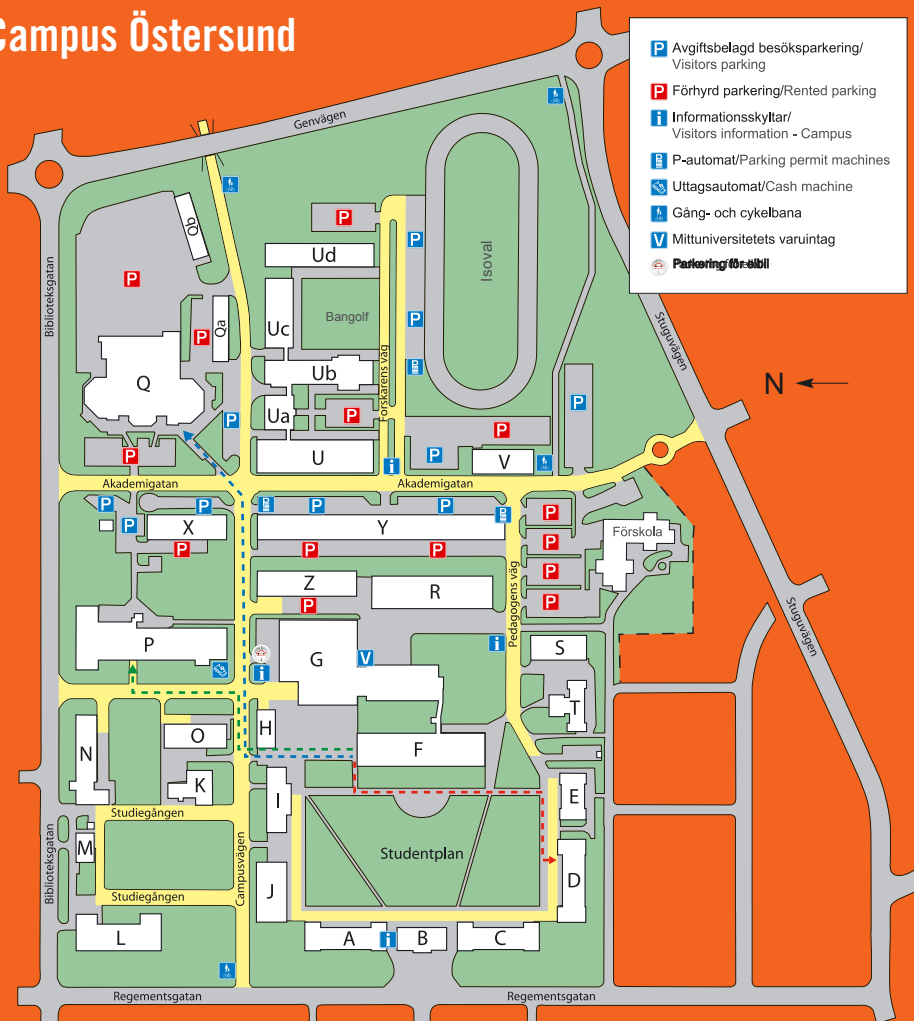 Campus Östersund
P Avgiftsbelagd besöksparkering/
Visitors parking
P Förhyrd parkering/Rented parking
i Informationsskyltar/
Visitors information - Campus
P P-automat/Parking permit machines
Uttagsautomat/Cash machine
Gång- och cykelbana
V Mittuniversitetets varuintag
Parkering för elbil
Genvägen
Biblioteksgatan
Qb
P
Ud
P
P
Isoval
Stuguvägen
Uc
Bangolf
P
P
Qa
Q
Ub
Forskarens väg
P
N
P
Ua
P
P
P
P
U
i
P
V
Akademigatan
Akademigatan
P
P
P
P
P
P
P
P
P
X
Y
Förskola
P
P
P
P
P
P
Z
R
Pedagogens väg
P
P
Stuguvägen
P
G
V
i
S
i
T
N
O
H
F
K
I
E
Studiegången
Biblioteksgatan
M
Studentplan
D
Campusvägen
J
Studiegången
L
A
i
B
C
Regementsgatan
Regementsgatan